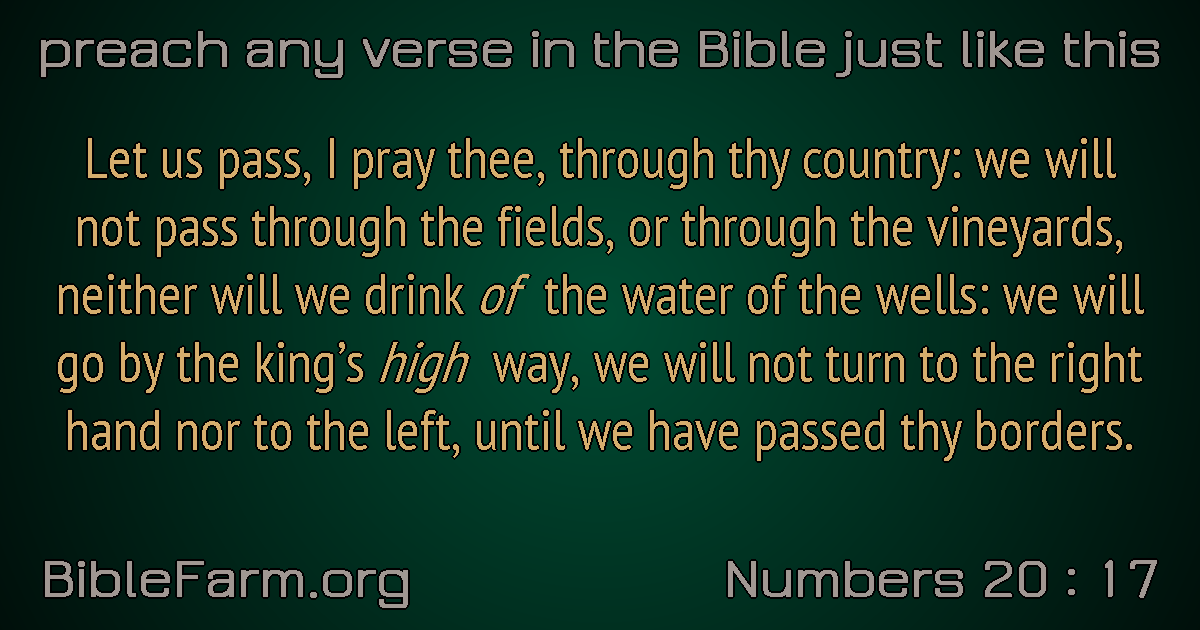 preach any verse in the Bible just like this
Let us pass, I pray thee, through thy country: we will
not pass through the fields, or through the vineyards,
neither will we drink of the water of the wells: we will
go by the king’s high way, we will not turn to the right
hand nor to the left, until we have passed thy borders.
BibleFarm.org
Numbers 20 : 17